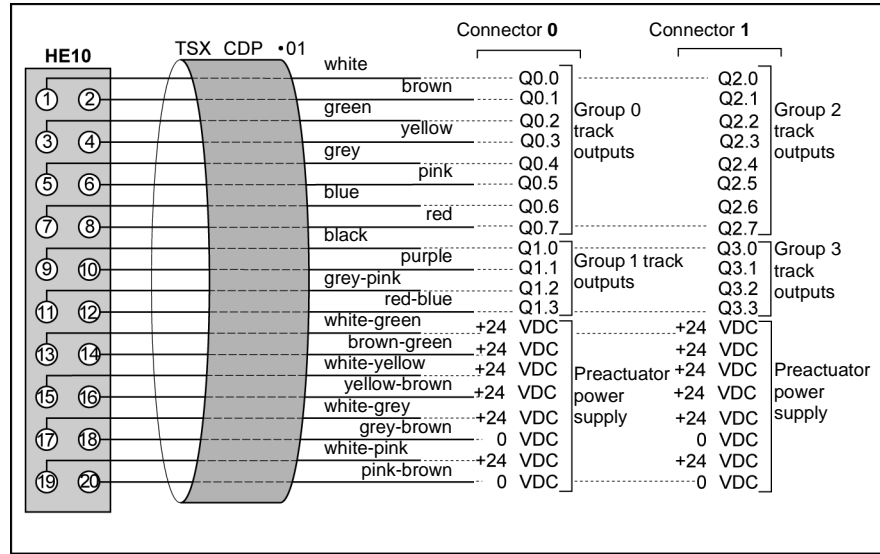 Connector 0 Connector 1
HE10
TSX CDP •01
white Q0.0 Q2.0
1 2 brown Q0.1 Q2.1
green Q0.2 Group 0 Q2.2 Group 2
3 4 yellow Q0.3 track Q2.3 track
grey Q0.4 outputs Q2.4 outputs
5 6 pink Q0.5 Q2.5
blue Q0.6 Q2.6
7 8 red Q0.7 Q2.7
black Q1.0 Q3.0 Group 3
9 10 purple Q1.1 Group 1 track Q3.1 track
grey-pink Q1.2 outputs Q3.2 outputs
11 12 red-blue Q1.3 Q3.3
white-green +24 VDC +24 VDC
13 14 brown-green +24 VDC +24 VDC
white-yellow +24 VDC Preactuator +24 VDC Preactuator
15 16 yellow-brown +24 VDC power +24 VDC power
white-grey +24 VDC supply +24 VDC supply
17 18 grey-brown 0 VDC 0 VDC
white-pink +24 VDC +24 VDC
19 20 pink-brown 0 VDC 0 VDC